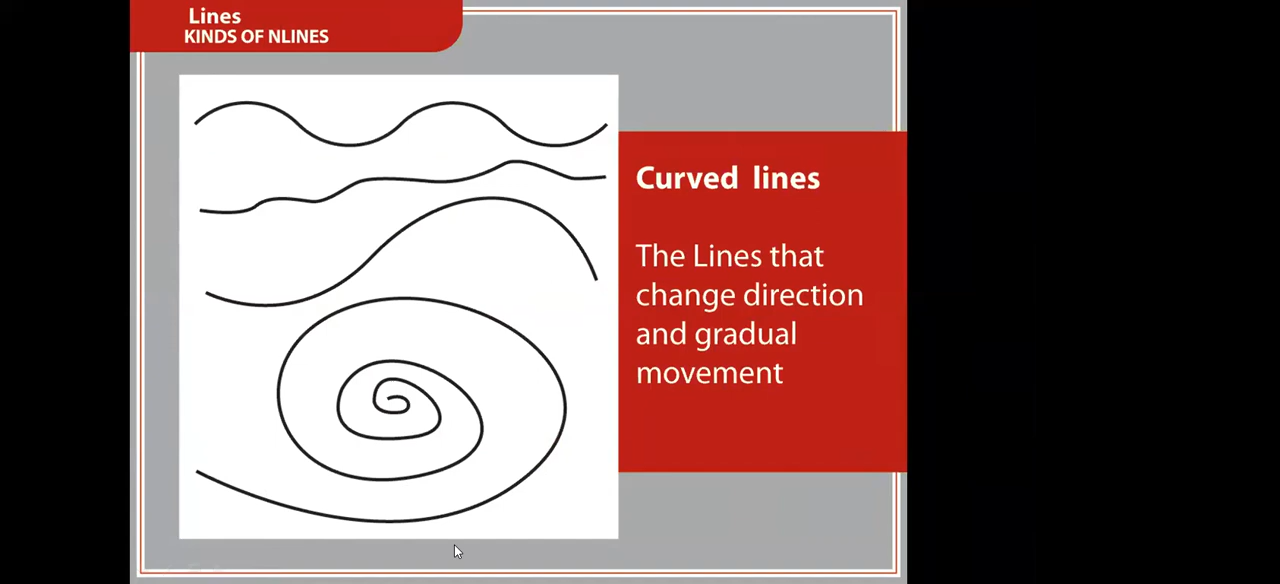 Lines
KINDS OF NLINES
Curved lines
The Lines that
change direction
and gradual
movement